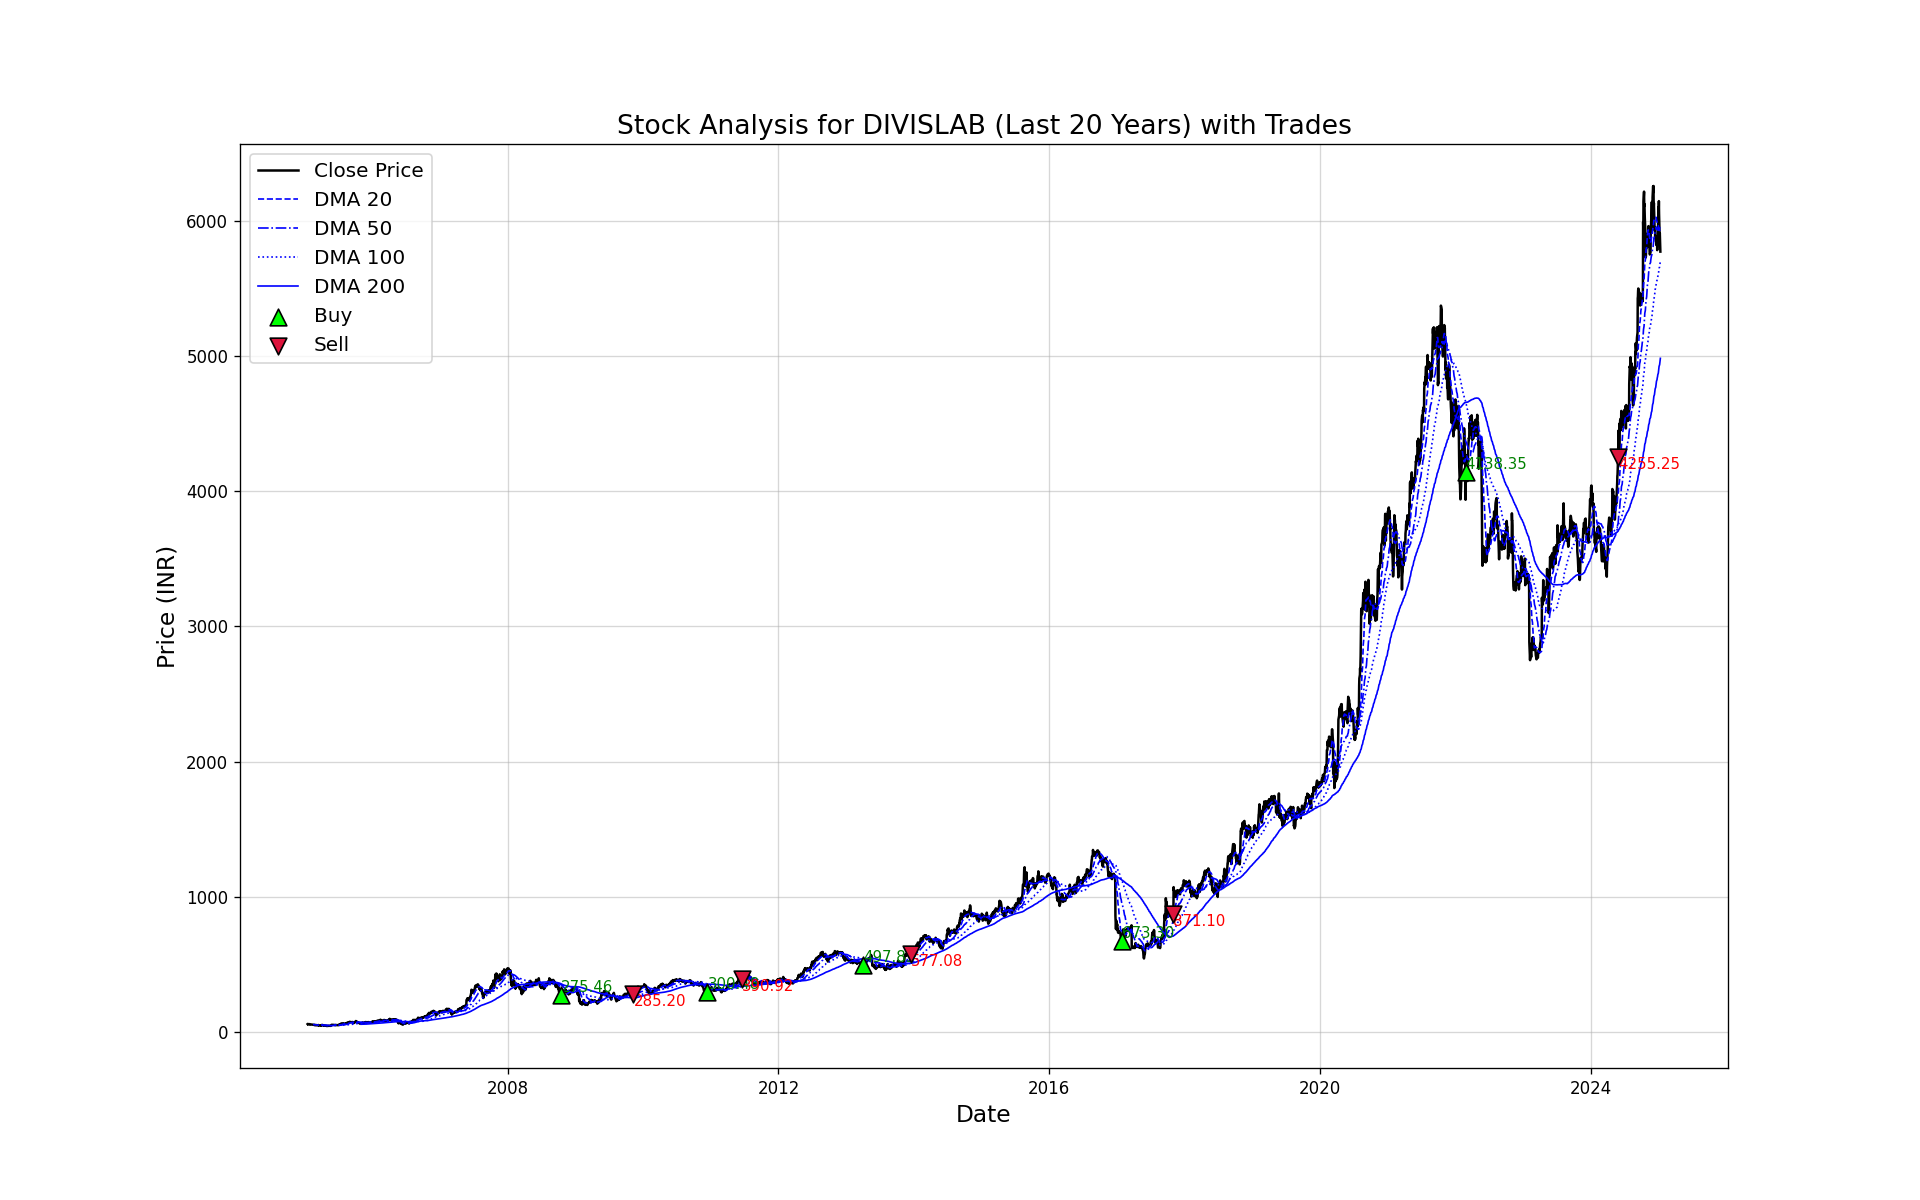 Stock Analysis for DIVISLAB (Last 20 Years) with Trades
Close Price
DMA 20
DMA 50
DMA 100
DMA 200
Buy
Sell
6000
5000
4000
3000
2000
1000
0
Price (INR)
275.46
285.20
390.92
577.08
871.10
4255.25
2008
2012
2016
2020
2024
Date